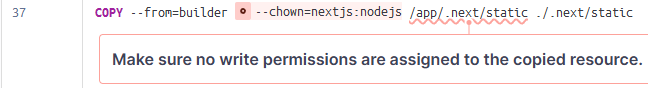 37 COPY --from=builder --chown=nextjs:nodejs /app/.next/static ./.next/static
Make sure no write permissions are assigned to the copied resource.